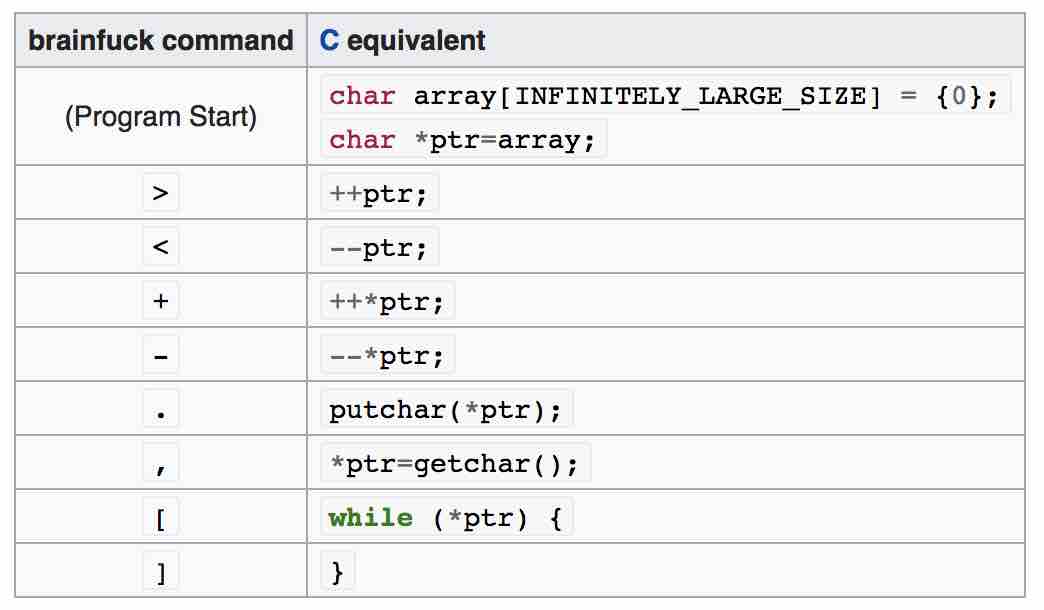 brainfuck command C equivalent
(Program Start) char array[INFINITELY_LARGE_SIZE] = {0};
char *ptr=array;
> ++ptr;
< --ptr;
+ ++*ptr;
- --*ptr;
. putchar(*ptr);
, *ptr=getchar();
[ while (*ptr) {
] }